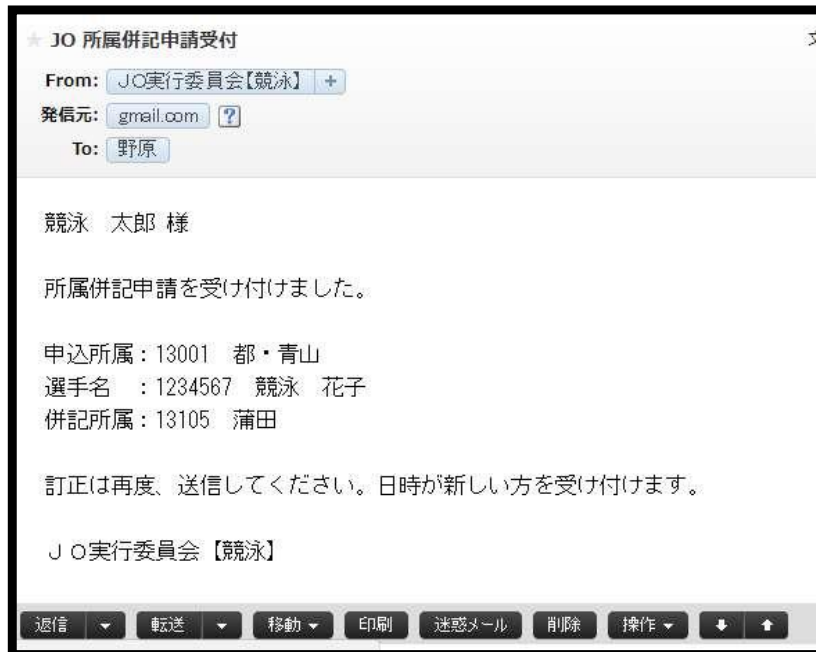 JO 所属併記申請受付
From: JO実行委員会【競泳】 +
発信元: gmail.com ?
To: 野原
競泳　太郎 様
所属併記申請を受け付けました。
申込所属：13001　都・青山
選手名　：1234567　競泳　花子
併記所属：13105　蒲田
訂正は再度、送信してください。日時が新しい方を受け付けます。
ＪＯ実行委員会【競泳】
返信 転送 移動 印刷 迷惑メール 削除 操作